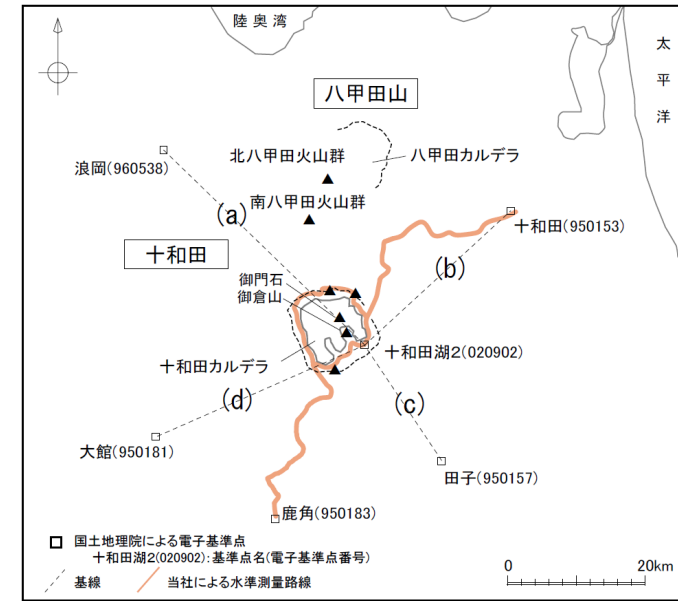 陸奥湾
太平洋
八甲田山
北八甲田火山群
八甲田カルデラ
浪岡(960538)
(a)
南八甲田火山群
十和田(950153)
十和田
(b)
御門石
御倉山
十和田カルデラ
十和田湖2(020902)
(d)
(c)
大館(950181)
田子(950157)
鹿角(950183)
国土地理院による電子基準点
十和田湖2(020902):基準点名(電子基準点番号)
基線
当社による水準測量路線
0
20km